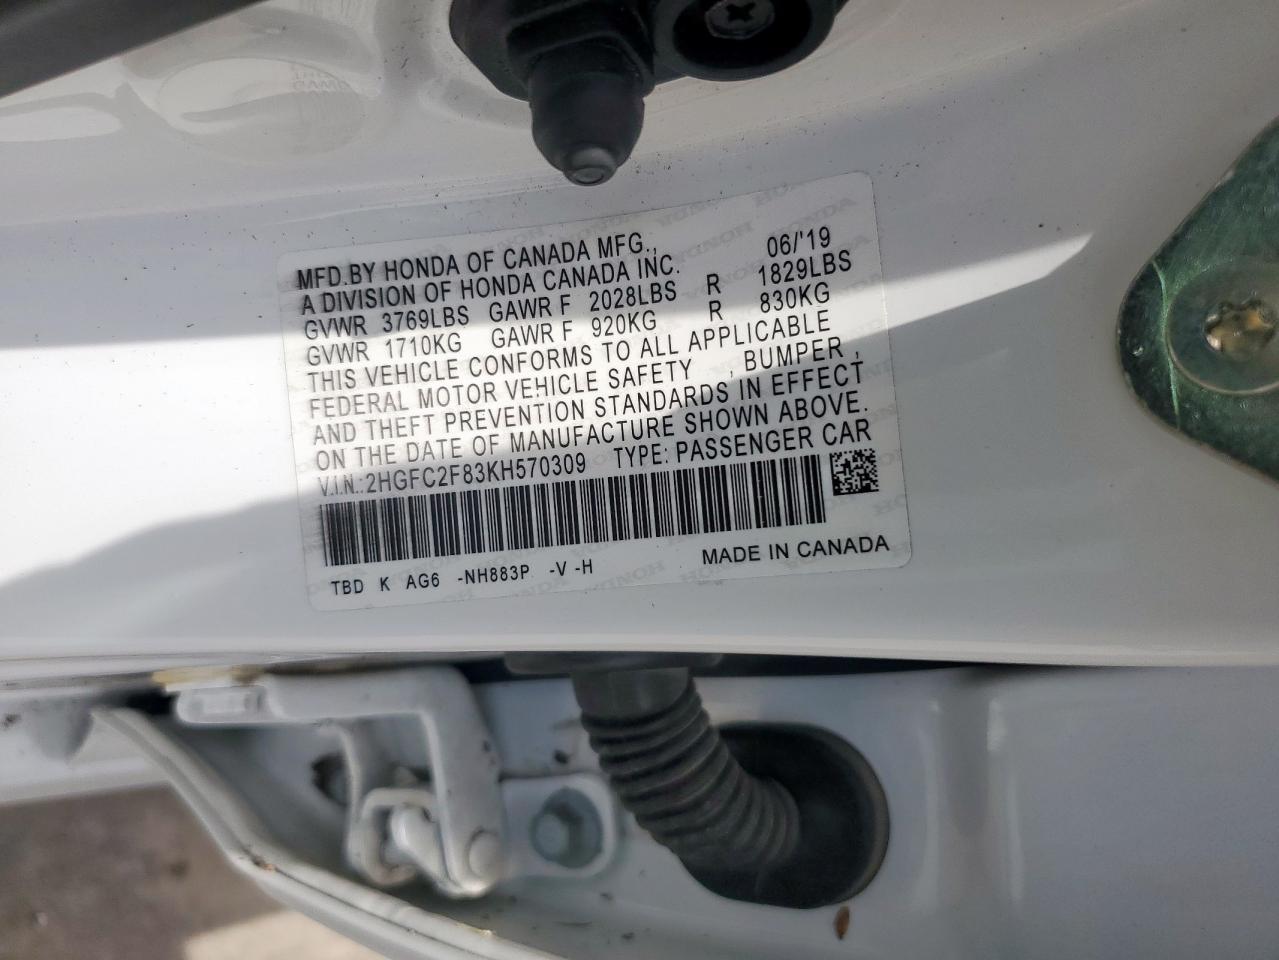 MFD.BY HONDA OF CANADA MFG., 06/'19
A DIVISION OF HONDA CANADA INC.
GVWR 3769LBS GAWR F 2028LBS R 1829LBS
GVWR 1710KG GAWR F 920KG R 830KG
THIS VEHICLE CONFORMS TO ALL APPLICABLE
FEDERAL MOTOR VEHICLE SAFETY , BUMPER ,
AND THEFT PREVENTION STANDARDS IN EFFECT
ON THE DATE OF MANUFACTURE SHOWN ABOVE.
V.I.N.:2HGFC2F83KH570309 TYPE: PASSENGER CAR
TBD K AG6 -NH883P -V -H MADE IN CANADA